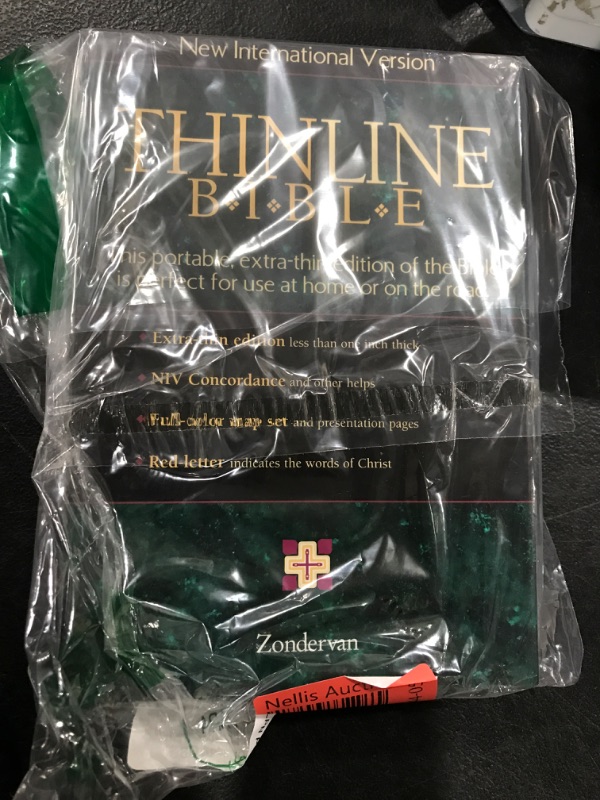 New International Version
THINLINE
B·I·B·L·E
This portable, extra-thin edition of the Bible
is perfect for use at home or on the road.
Extra-thin edition less than one inch thick
NIV Concordance and other helps
Full-color map set and presentation pages
Red-letter indicates the words of Christ
Zondervan
Nellis Auc